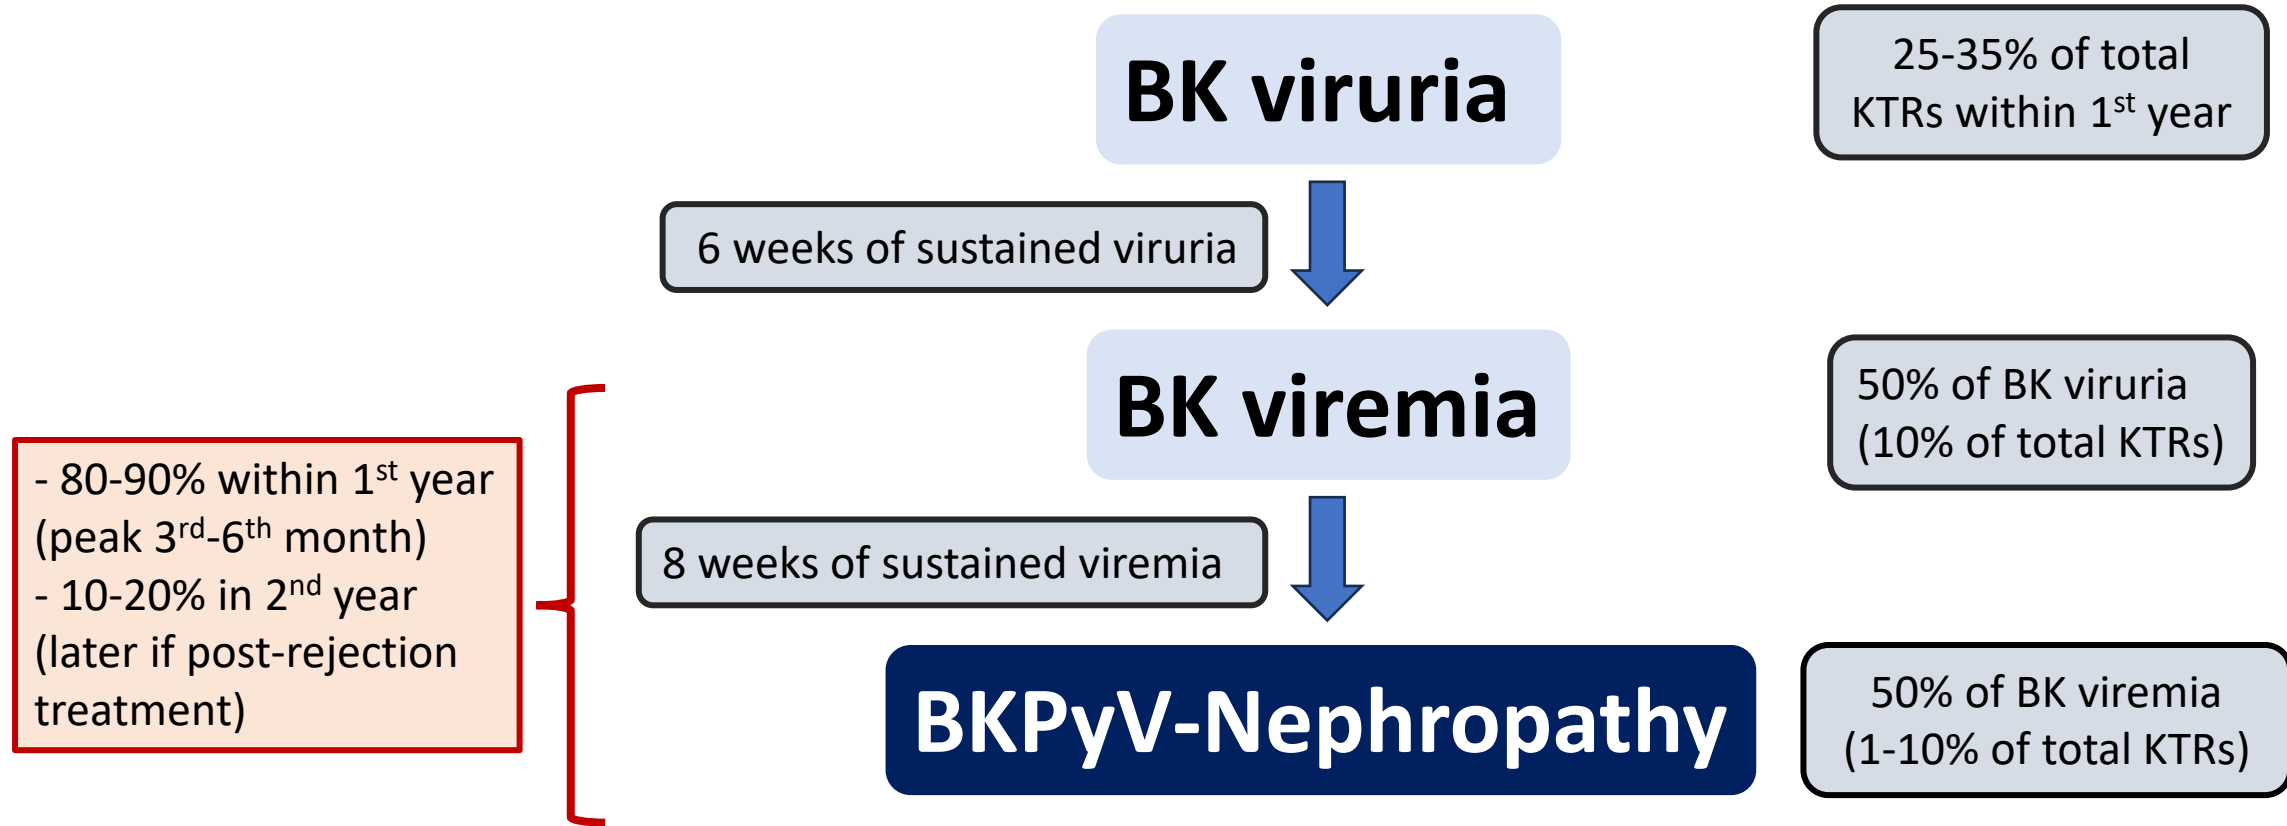 BK viruria
25-35% of total
KTRs within 1st year
6 weeks of sustained viruria
BK viremia
50% of BK viruria
(10% of total KTRs)
- 80-90% within 1st year
(peak 3rd-6th month)
- 10-20% in 2nd year
(later if post-rejection
treatment)
8 weeks of sustained viremia
BKPyV-Nephropathy
50% of BK viremia
(1-10% of total KTRs)